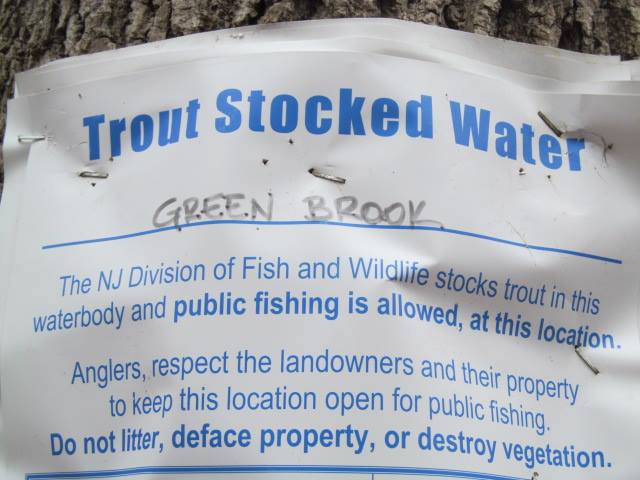 Trout Stocked Water
GREEN BROOK
The NJ Division of Fish and Wildlife stocks trout in this
waterbody and public fishing is allowed, at this location.
Anglers, respect the landowners and their property
to keep this location open for public fishing.
Do not litter, deface property, or destroy vegetation.